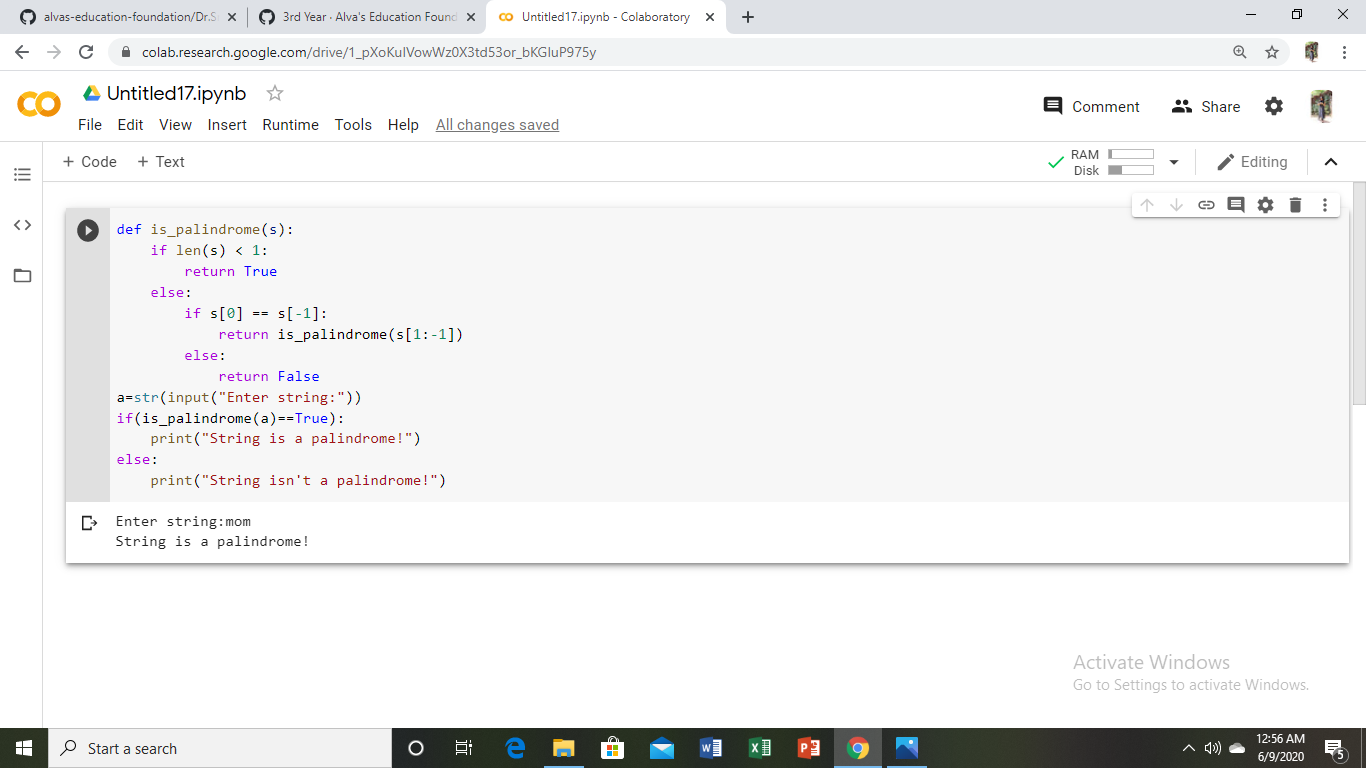 alvas-education-foundation/Dr.S
3rd Year · Alva's Education Found
Untitled17.ipynb - Colaboratory
colab.research.google.com/drive/1_pXoKuIVowWz0X3td53or_bKGIuP975y
Untitled17.ipynb
File Edit View Insert Runtime Tools Help All changes saved
Comment Share
+ Code + Text
RAM
Disk
Editing
def is_palindrome(s):
    if len(s) < 1:
        return True
    else:
        if s[0] == s[-1]:
            return is_palindrome(s[1:-1])
        else:
            return False
a=str(input("Enter string:"))
if(is_palindrome(a)==True):
    print("String is a palindrome!")
else:
    print("String isn't a palindrome!")
Enter string:mom
String is a palindrome!
Activate Windows
Go to Settings to activate Windows.
Start a search
12:56 AM
6/9/2020
5